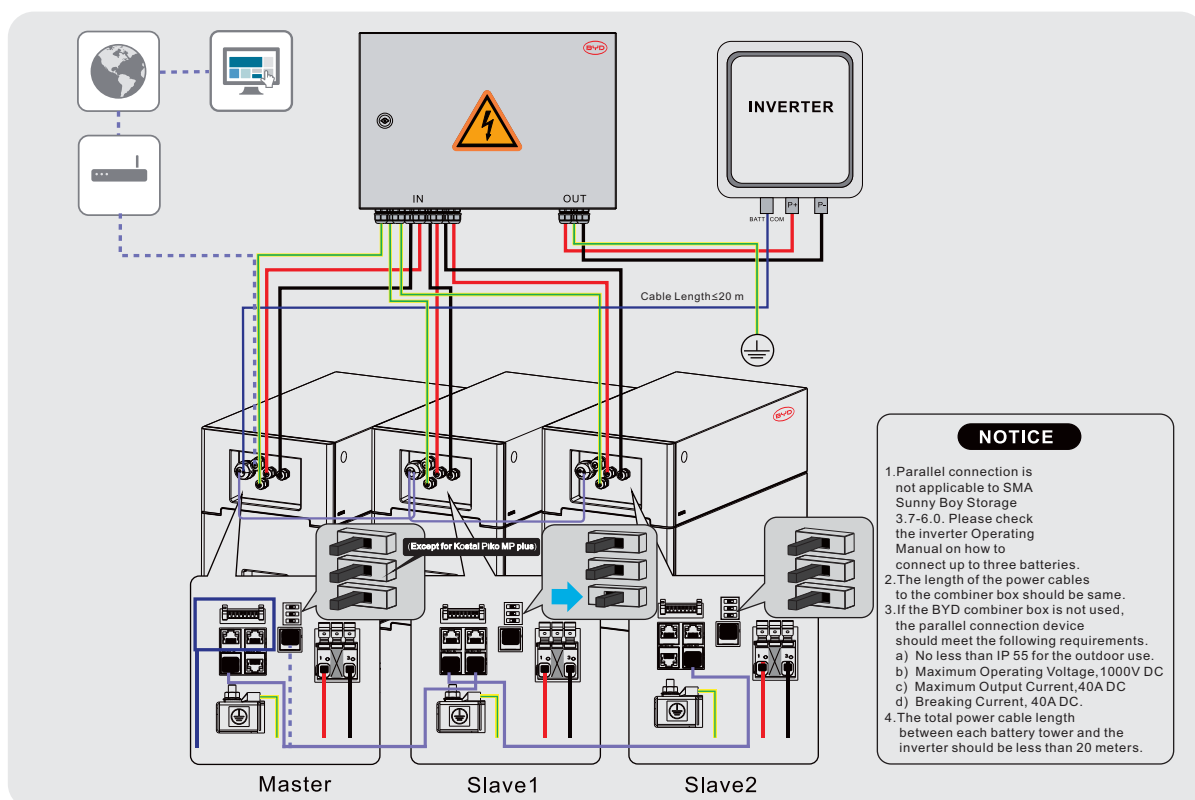 BYD
INVERTER
IN
OUT
BATT COM
P+
P-
Cable Length≤20 m
BYD
(Except for Kostal Piko MP plus)
NOTICE
1.Parallel connection is
not applicable to SMA
Sunny Boy Storage
3.7-6.0. Please check
the inverter Operating
Manual on how to
connect up to three batteries.
2.The length of the power cables
to the combiner box should be same.
3.If the BYD combiner box is not used,
the parallel connection device
should meet the following requirements.
a) No less than IP 55 for the outdoor use.
b) Maximum Operating Voltage,1000V DC
c) Maximum Output Current,40A DC
d) Breaking Current, 40A DC.
4.The total power cable length
between each battery tower and the
inverter should be less than 20 meters.
Master
Slave1
Slave2